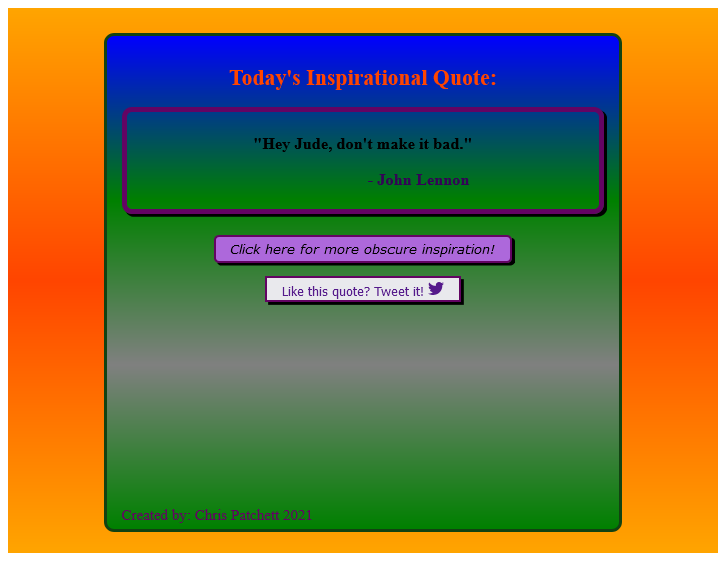 Today's Inspirational Quote:
"Hey Jude, don't make it bad."
- John Lennon
Click here for more obscure inspiration!
Like this quote? Tweet it!
Created by: Chris Patchett 2021